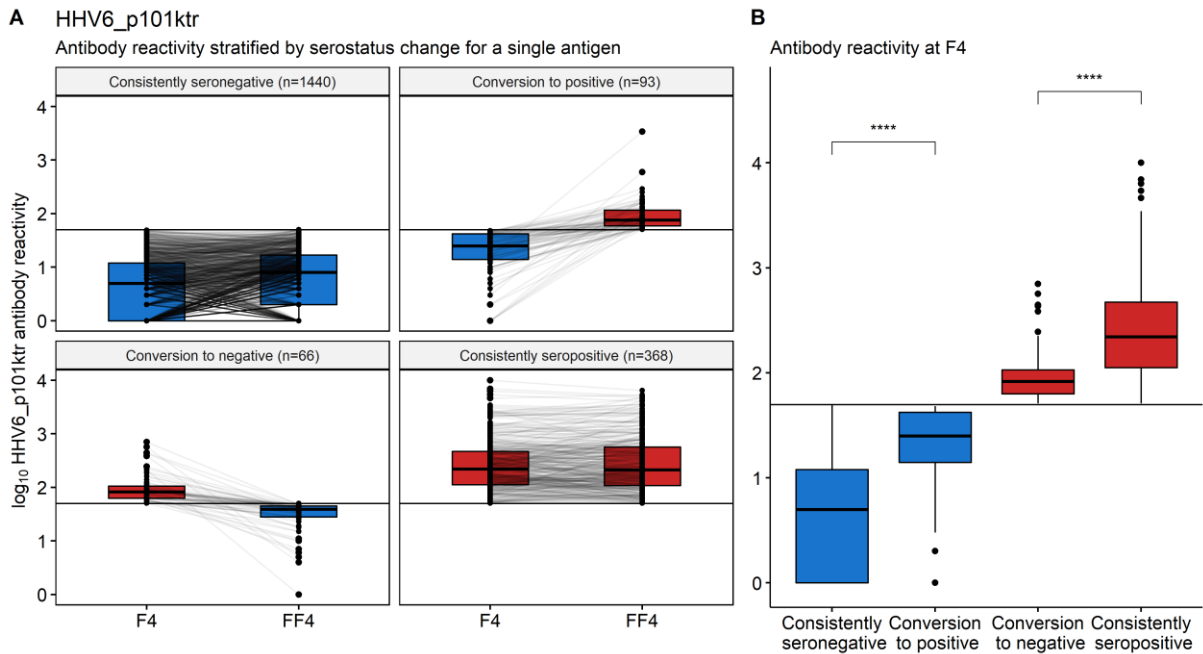 A HHV6_p101ktr
Antibody reactivity stratified by serostatus change for a single antigen
Consistently seronegative (n=1440)
Conversion to positive (n=93)
4
3
2
1
0
Conversion to negative (n=66)
Consistently seropositive (n=368)
4
3
2
1
0
log10 HHV6_p101ktr antibody reactivity
F4 FF4 F4 FF4
B
Antibody reactivity at F4
****
****
4
3
2
1
0
Consistently seronegative
Conversion to positive
Conversion to negative
Consistently seropositive